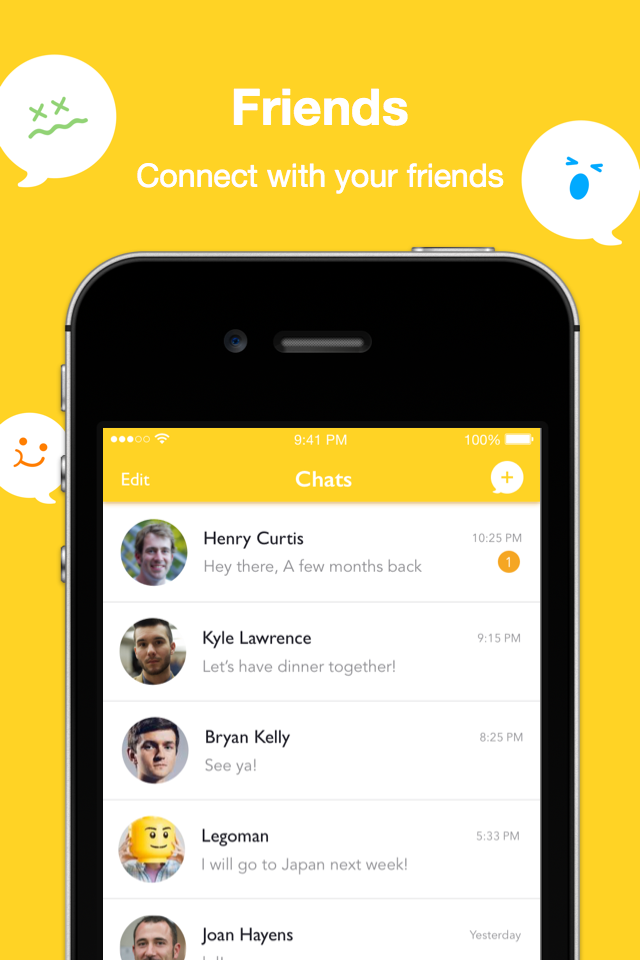 Friends
Connect with your friends
9:41 PM
100%
Edit
Chats
Henry Curtis
10:25 PM
Hey there, A few months back
1
Kyle Lawrence
9:15 PM
Let's have dinner together!
Bryan Kelly
8:25 PM
See ya!
Legoman
5:33 PM
I will go to Japan next week!
Joan Hayens
Yesterday